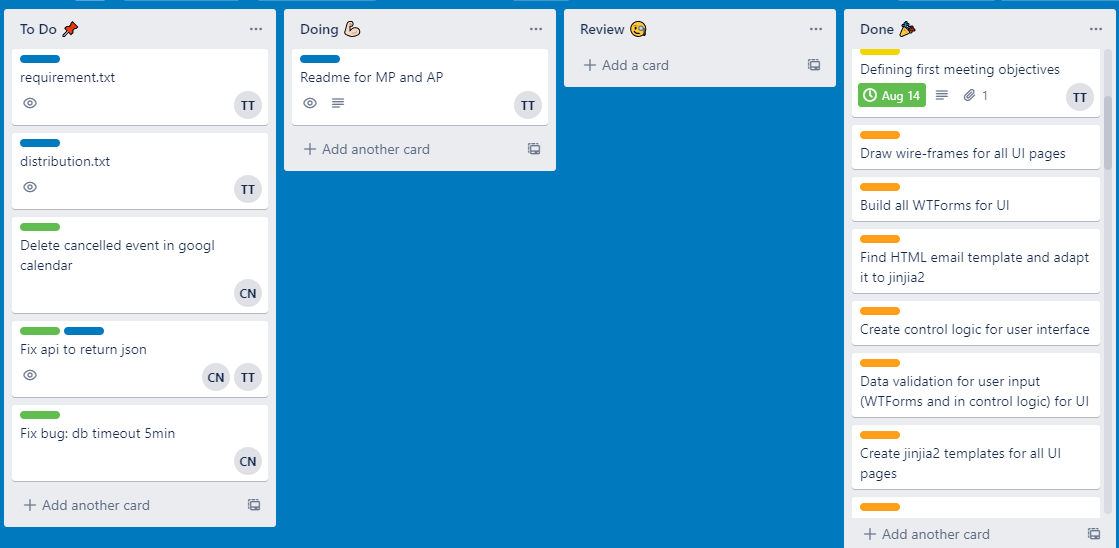 To Do 📌
requirement.txt
TT
distribution.txt
TT
Delete cancelled event in googl
calendar
CN
Fix api to return json
CN TT
Fix bug: db timeout 5min
CN
+ Add another card
Doing 💪🏻
Readme for MP and AP
TT
+ Add another card
Review 🧐
+ Add a card
Done 🎉
Defining first meeting objectives
Aug 14 1
TT
Draw wire-frames for all UI pages
Build all WTForms for UI
Find HTML email template and adapt
it to jinjia2
Create control logic for user interface
Data validation for user input
(WTForms and in control logic) for UI
Create jinjia2 templates for all UI
pages
+ Add another card